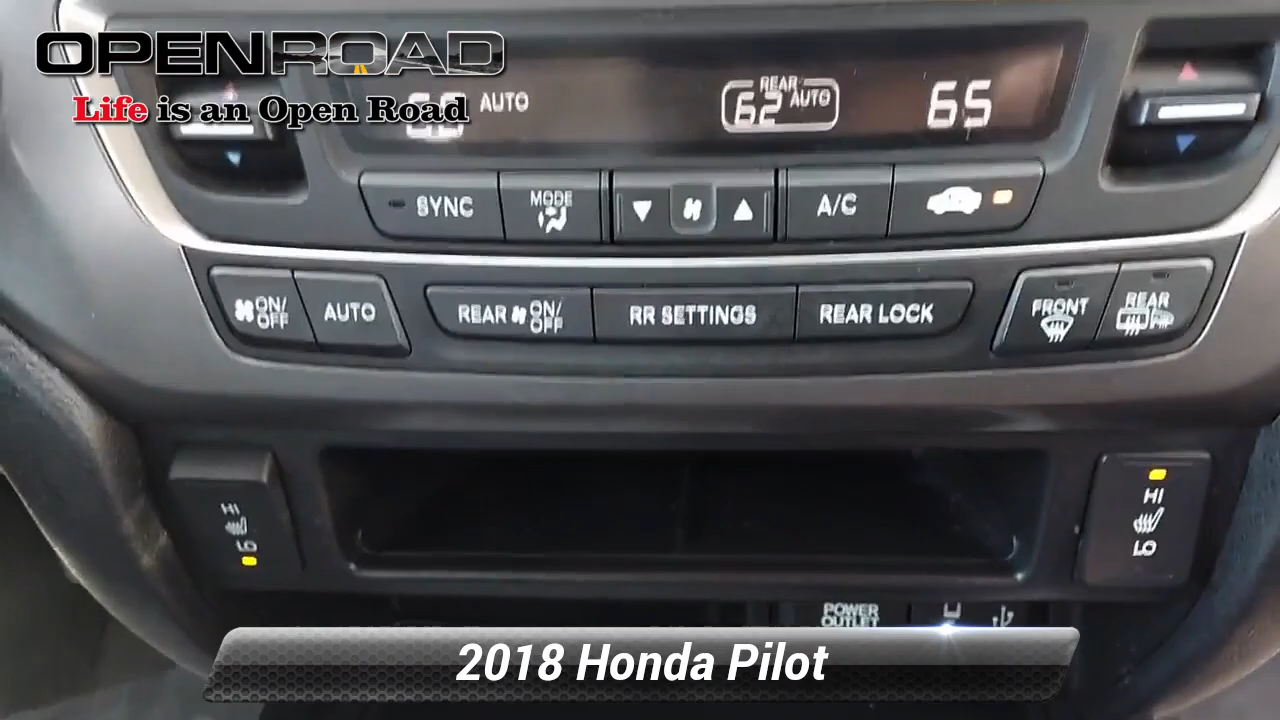 OPENROAD
Life is an Open Road
AUTO
REAR
62 AUTO
65
SYNC
MODE
A/C
ON/
OFF
AUTO
REAR ON/
OFF
RR SETTINGS
REAR LOCK
FRONT
REAR
HI
LO
HI
LO
POWER
OUTLET
2018 Honda Pilot